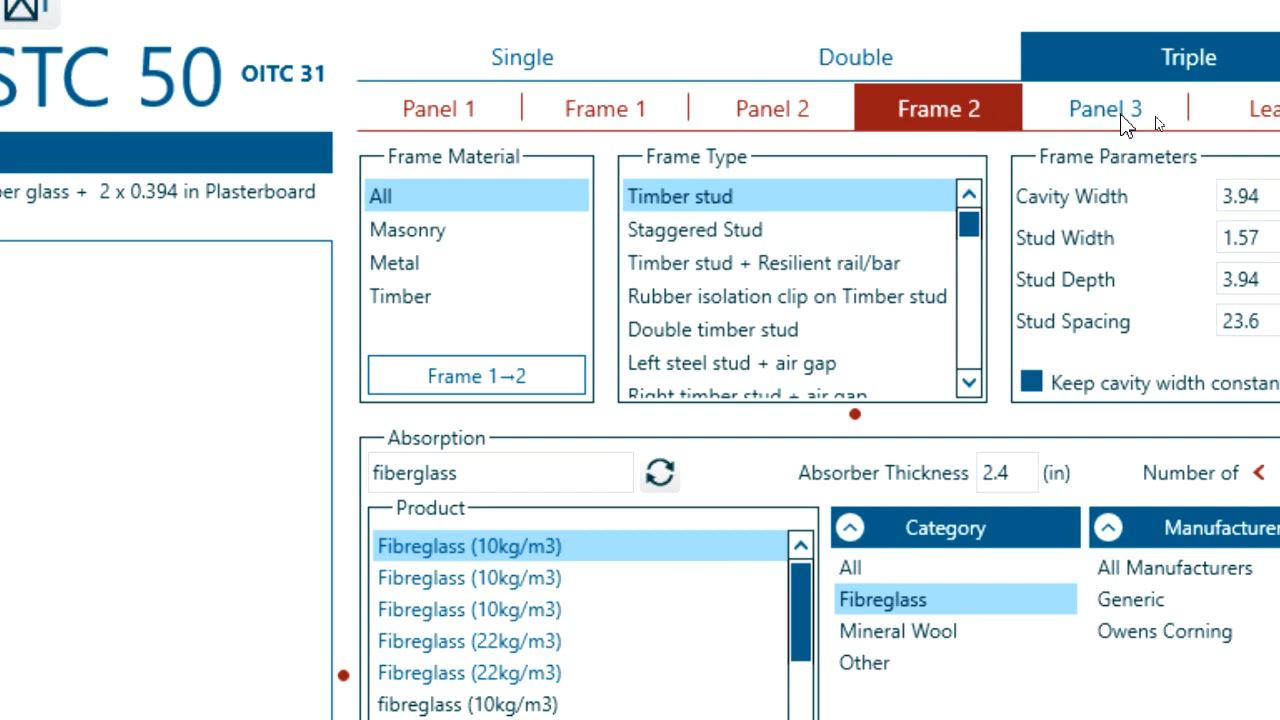 STC 50 OITC 31
Single Double Triple
Panel 1 Frame 1 Panel 2 Frame 2 Panel 3
er glass + 2 x 0.394 in Plasterboard
Frame Material
All
Masonry
Metal
Timber
Frame 1→2
Frame Type
Timber stud
Staggered Stud
Timber stud + Resilient rail/bar
Rubber isolation clip on Timber stud
Double timber stud
Left steel stud + air gap
Right timber stud + air gap
Frame Parameters
Cavity Width 3.94
Stud Width 1.57
Stud Depth 3.94
Stud Spacing 23.6
Keep cavity width constan
Absorption
fiberglass
Absorber Thickness 2.4 (in) Number of <
Product
Fibreglass (10kg/m3)
Fibreglass (10kg/m3)
Fibreglass (10kg/m3)
Fibreglass (22kg/m3)
Fibreglass (22kg/m3)
fibreglass (10kg/m3)
Category
All
Fibreglass
Mineral Wool
Other
Manufacturer
All Manufacturers
Generic
Owens Corning